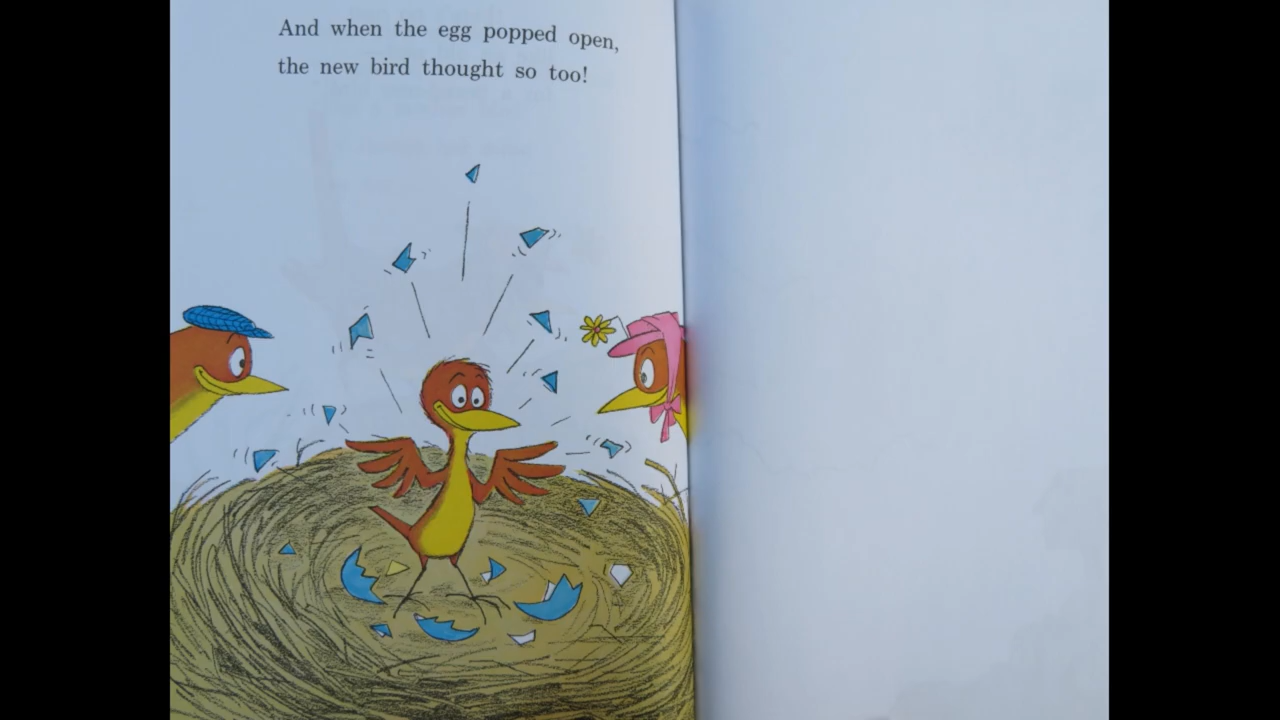 And when the egg popped open,
the new bird thought so too!